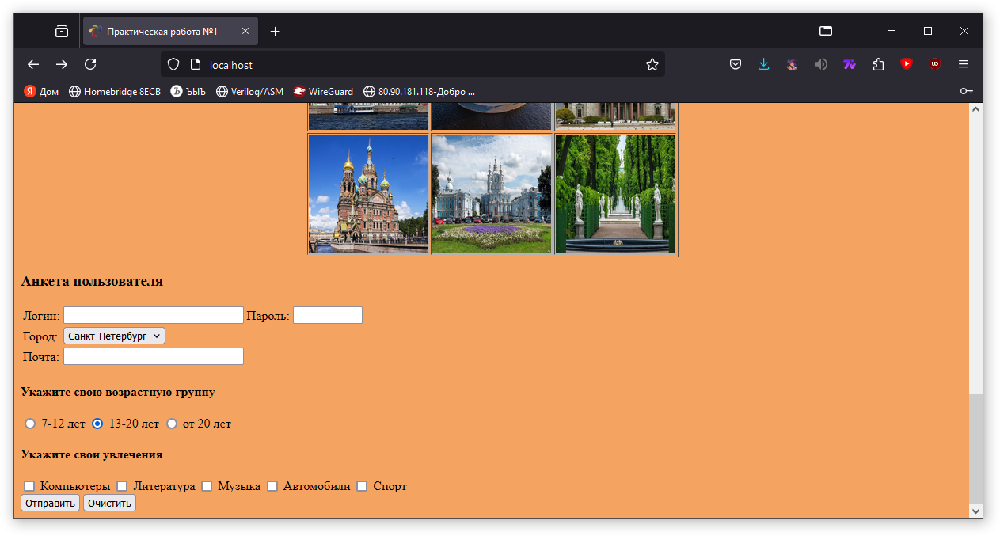 Практическая работа №1
localhost
Я Дом Homebridge 8ECB Ъ ЪЫЪ Verilog/ASM WireGuard 80.90.181.118-Добро ...
Анкета пользователя
Логин: Пароль:
Город: Санкт-Петербург
Почта:
Укажите свою возрастную группу
7-12 лет 13-20 лет от 20 лет
Укажите свои увлечения
Компьютеры Литература Музыка Автомобили Спорт
Отправить Очистить